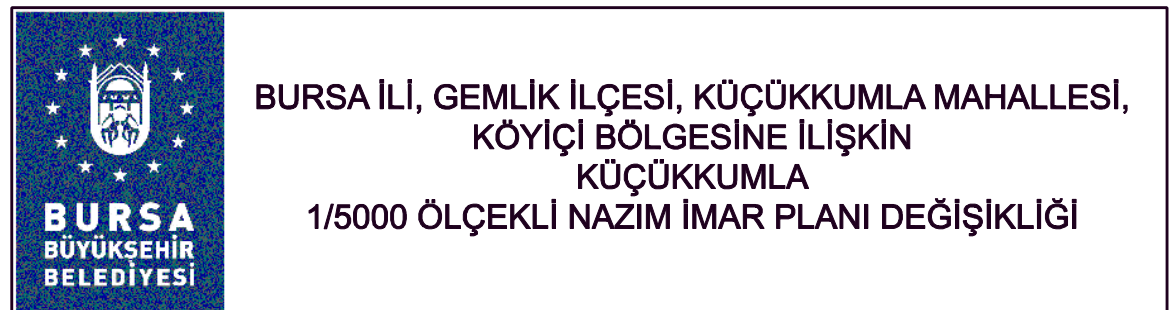 BURSA
BÜYÜKŞEHİR
BELEDİYESİ
BURSA İLİ, GEMLİK İLÇESİ, KÜÇÜKKUMLA MAHALLESİ,
KÖYİÇİ BÖLGESİNE İLİŞKİN
KÜÇÜKKUMLA
1/5000 ÖLÇEKLİ NAZIM İMAR PLANI DEĞİŞİKLİĞİ